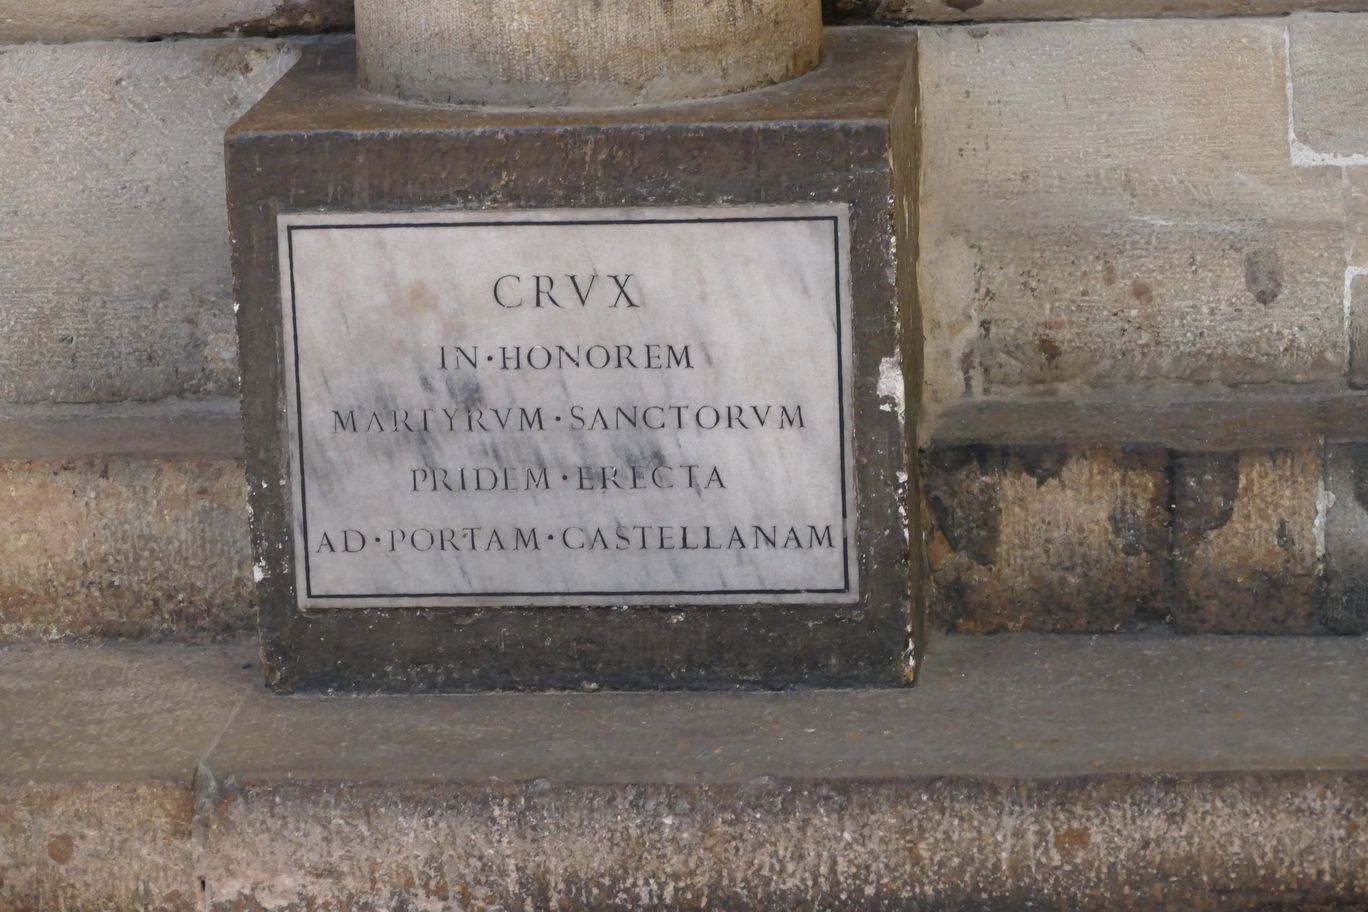 CRVX
IN·HONOREM
MARTYRVM·SANCTORVM
PRIDEM·ERECTA
AD·PORTAM·CASTELLANAM